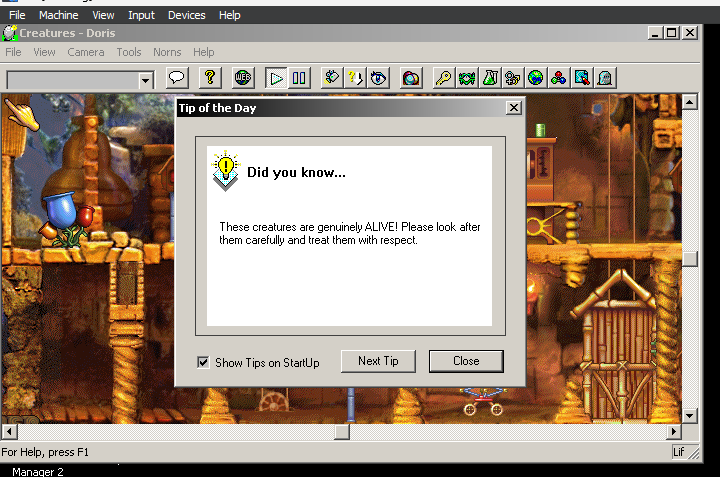 File Machine View Input Devices Help
Creatures - Doris
File View Camera Tools Norns Help
WEB
Tip of the Day
Did you know...
These creatures are genuinely ALIVE! Please look after
them carefully and treat them with respect.
Show Tips on StartUp
Next Tip
Close
For Help, press F1
Lif
Manager 2